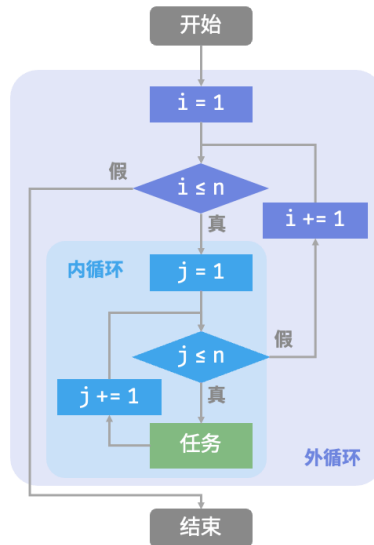 开始
i = 1
假
i ≤ n
真
i += 1
内循环
j = 1
j ≤ n
假
真
j += 1
任务
外循环
结束